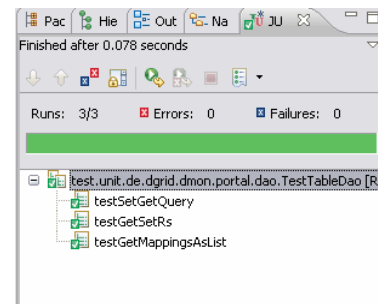 Pac Hie Out Na JU
Finished after 0.078 seconds
Runs: 3/3 Errors: 0 Failures: 0
test.unit.de.dgrid.dmon.portal.dao.TestTableDao [R
testSetGetQuery
testGetSetRs
testGetMappingsAsList